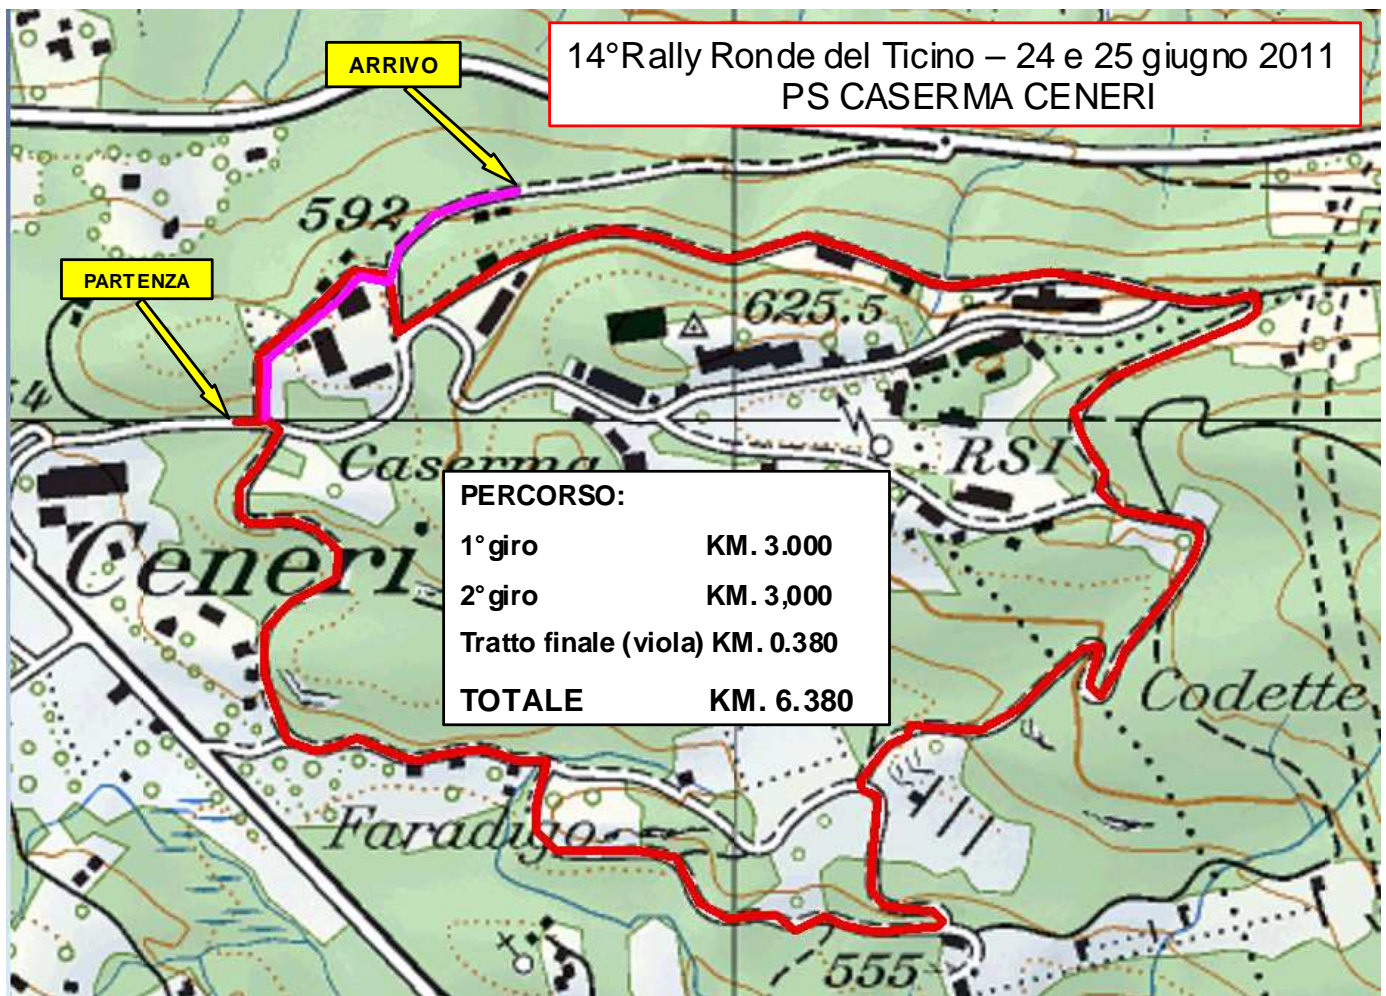 14°Rally Ronde del Ticino – 24 e 25 giugno 2011
PS CASERMA CENERI
ARRIVO
592
PARTENZA
625.5
Caserma
RSI
Ceneri
PERCORSO:
1°giro KM. 3.000
2°giro KM. 3,000
Tratto finale (viola) KM. 0.380
TOTALE KM. 6.380
Codette
Faradigo
555